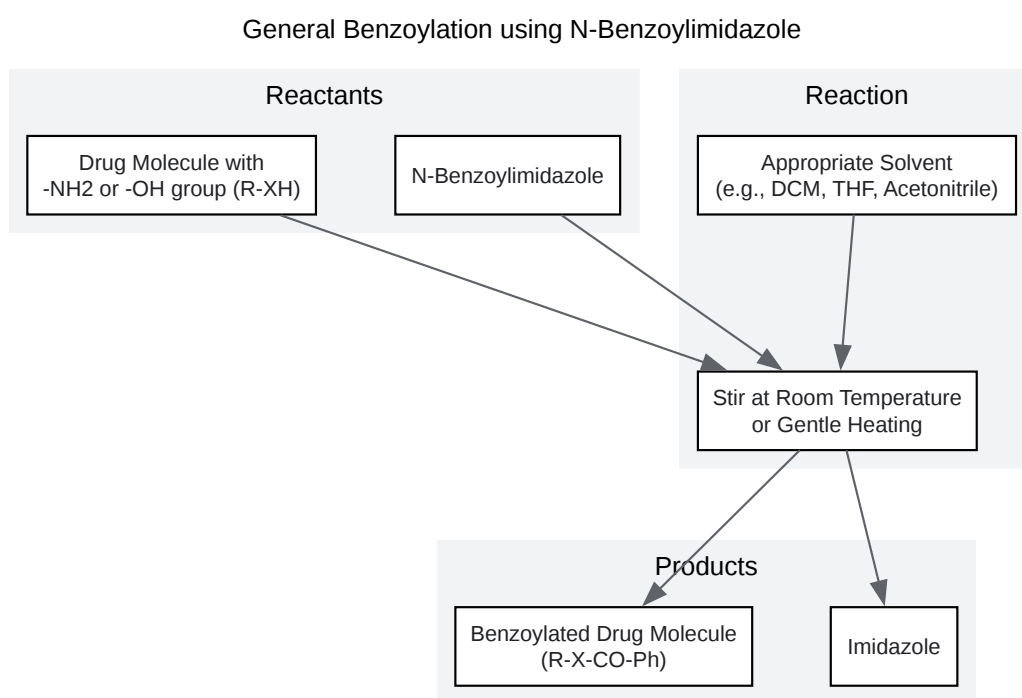 General Benzoylation using N-Benzoylimidazole
Reactants
Drug Molecule with
-NH2 or -OH group (R-XH)
N-Benzoylimidazole
Reaction
Appropriate Solvent
(e.g., DCM, THF, Acetonitrile)
Stir at Room Temperature
or Gentle Heating
Products
Benzoylated Drug Molecule
(R-X-CO-Ph)
Imidazole